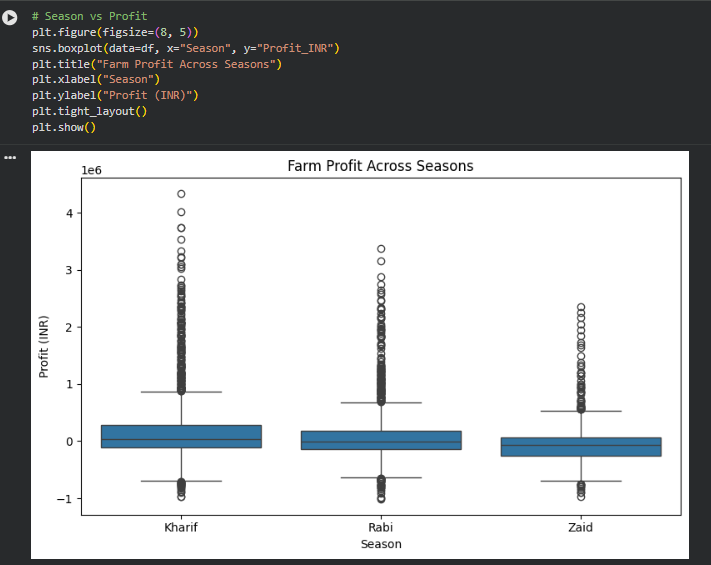 # Season vs Profit
plt.figure(figsize=(8, 5))
sns.boxplot(data=df, x="Season", y="Profit_INR")
plt.title("Farm Profit Across Seasons")
plt.xlabel("Season")
plt.ylabel("Profit (INR)")
plt.tight_layout()
plt.show()
Farm Profit Across Seasons
1e6
4
3
2
1
0
−1
Profit (INR)
Kharif Rabi Zaid
Season